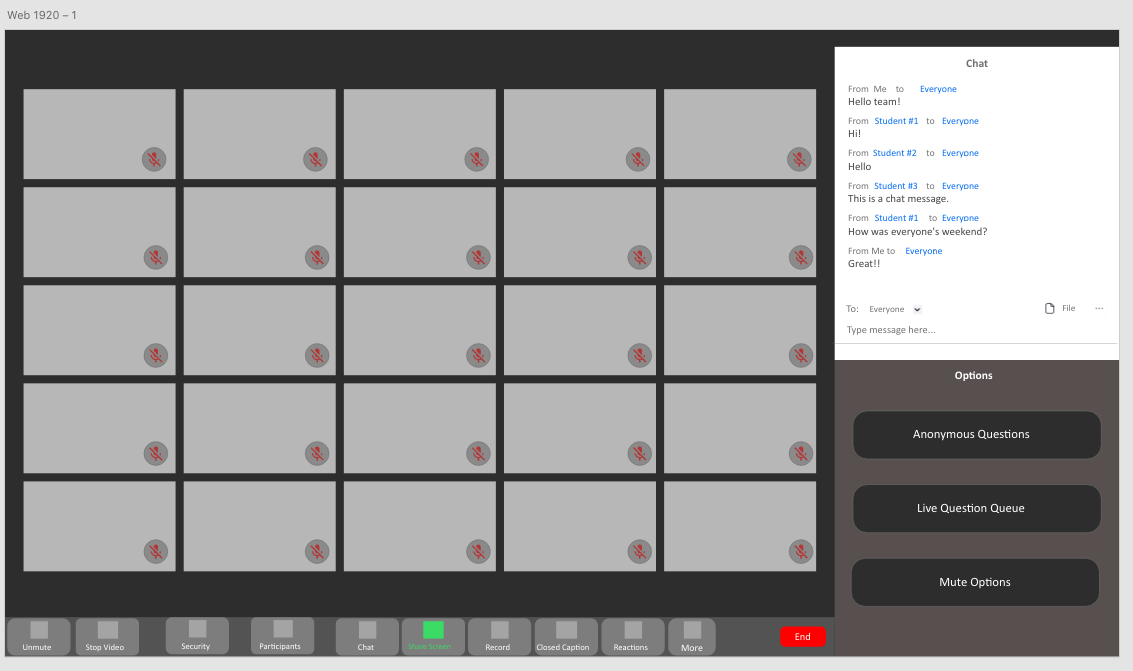 Web 1920 – 1
Chat
From Me to Everyone
Hello team!
From Student #1 to Everyone
Hi!
From Student #2 to Everyone
Hello
From Student #3 to Everyone
This is a chat message.
From Student #1 to Everyone
How was everyone's weekend?
From Me to Everyone
Great!!
To: Everyone File ...
Type message here...
Options
Anonymous Questions
Live Question Queue
Mute Options
Unmute Stop Video Security Participants Chat Share Screen Record Closed Caption Reactions More End